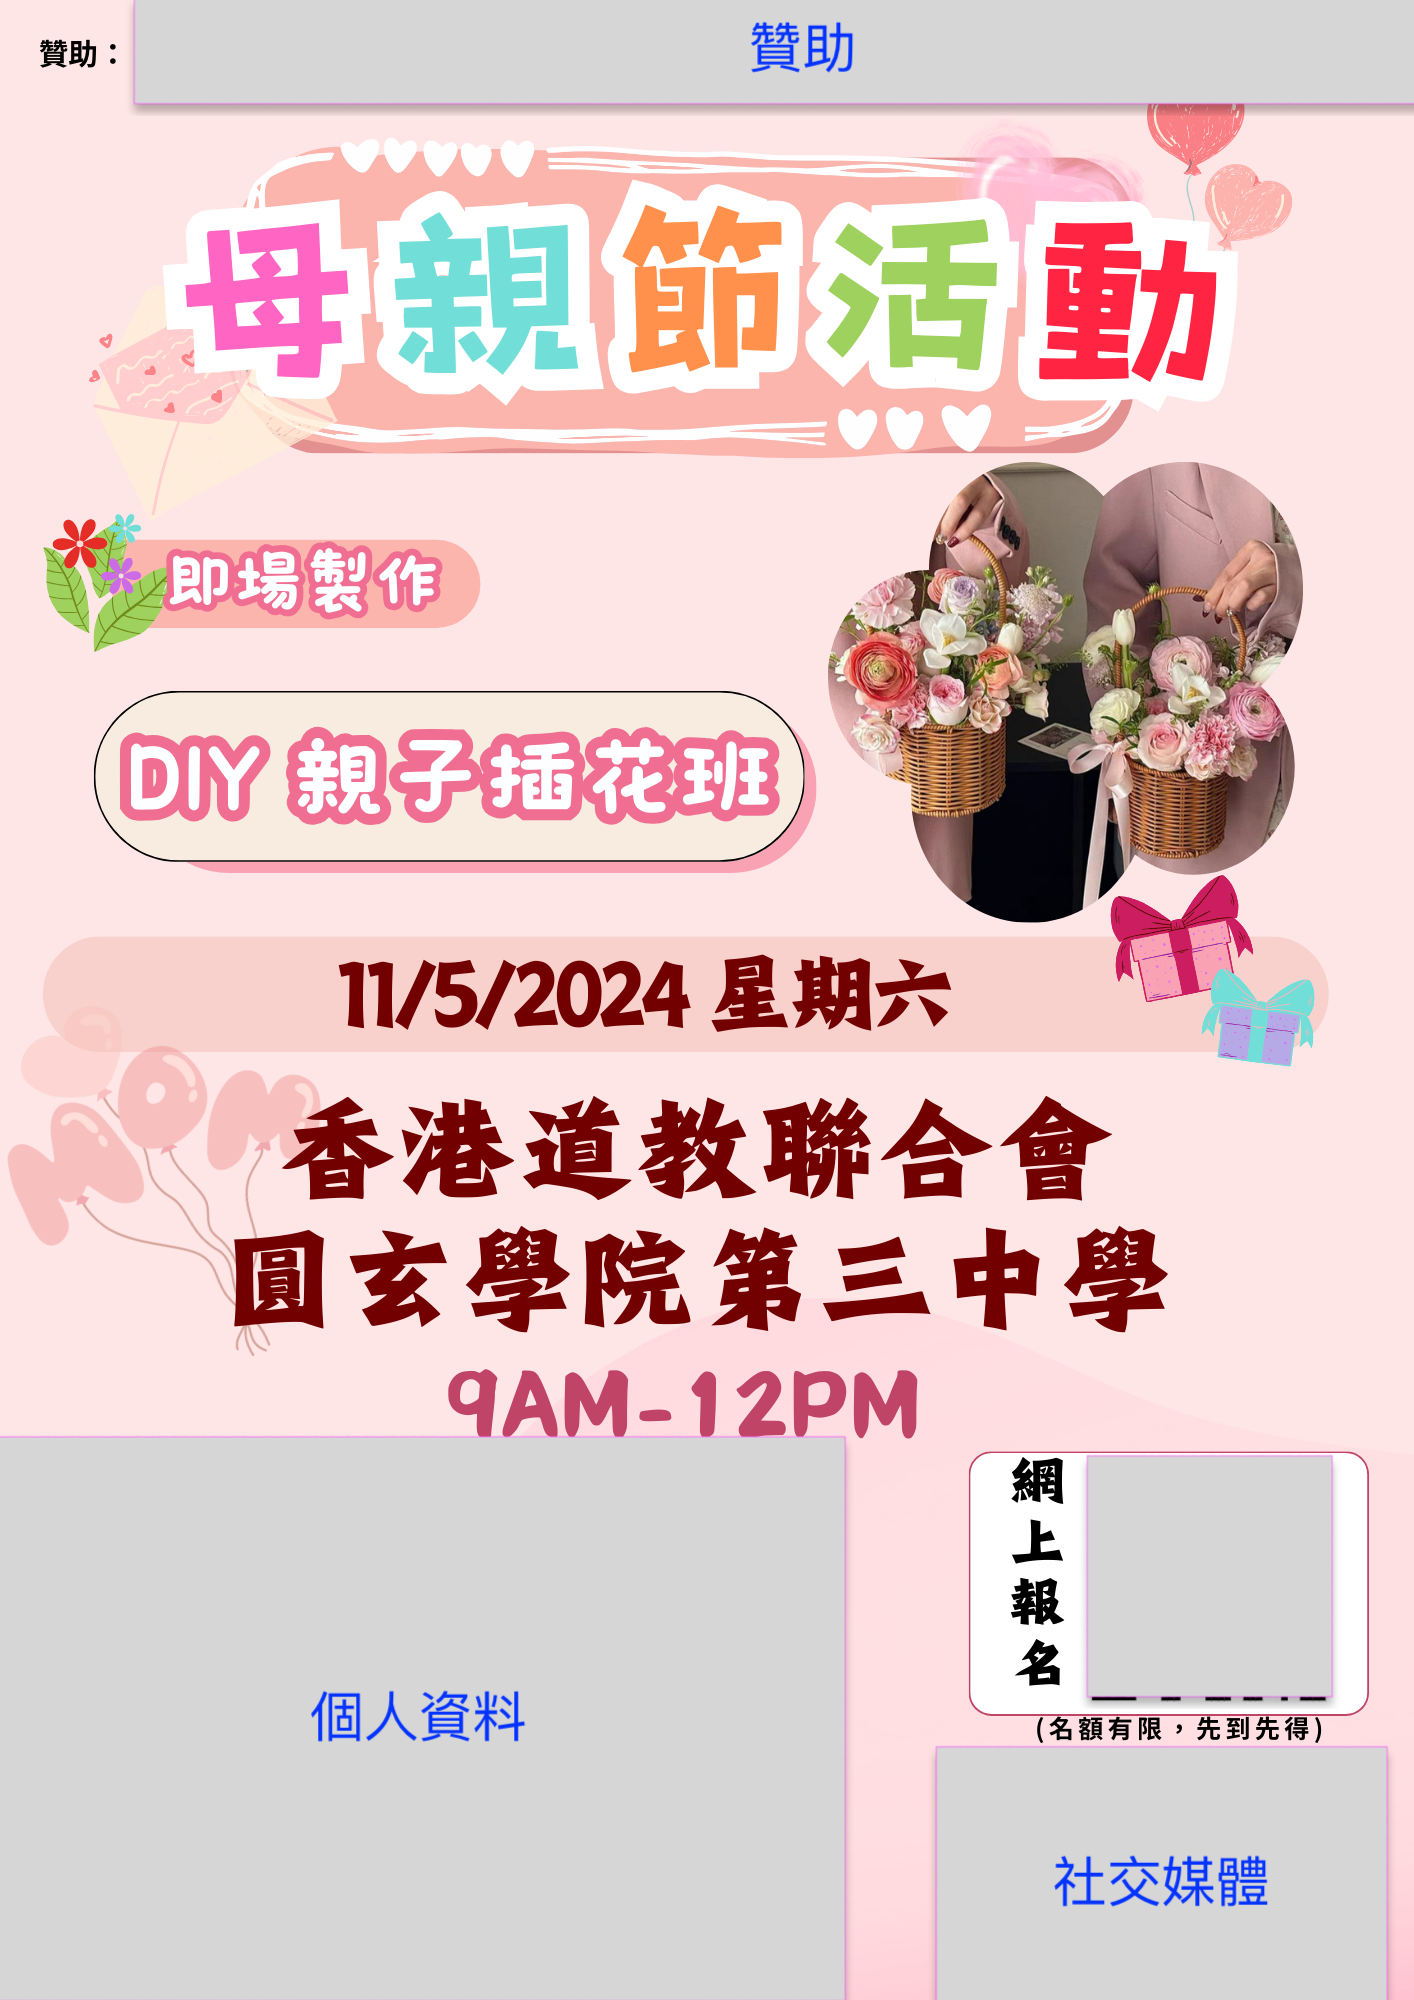 贊助：
贊助
母親節活動
即場製作
DIY 親子插花班
11/5/2024 星期六
MOM
香港道教聯合會
圓玄學院第三中學
9AM-12PM
網上報名
(名額有限，先到先得)
個人資料
社交媒體